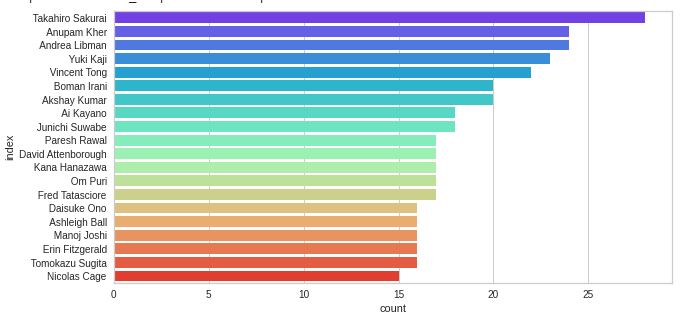 Takahiro Sakurai
Anupam Kher
Andrea Libman
Yuki Kaji
Vincent Tong
Boman Irani
Akshay Kumar
Ai Kayano
Junichi Suwabe
Paresh Rawal
David Attenborough
Kana Hanazawa
Om Puri
Fred Tatasciore
Daisuke Ono
Ashleigh Ball
Manoj Joshi
Erin Fitzgerald
Tomokazu Sugita
Nicolas Cage
index
0 5 10 15 20 25
count